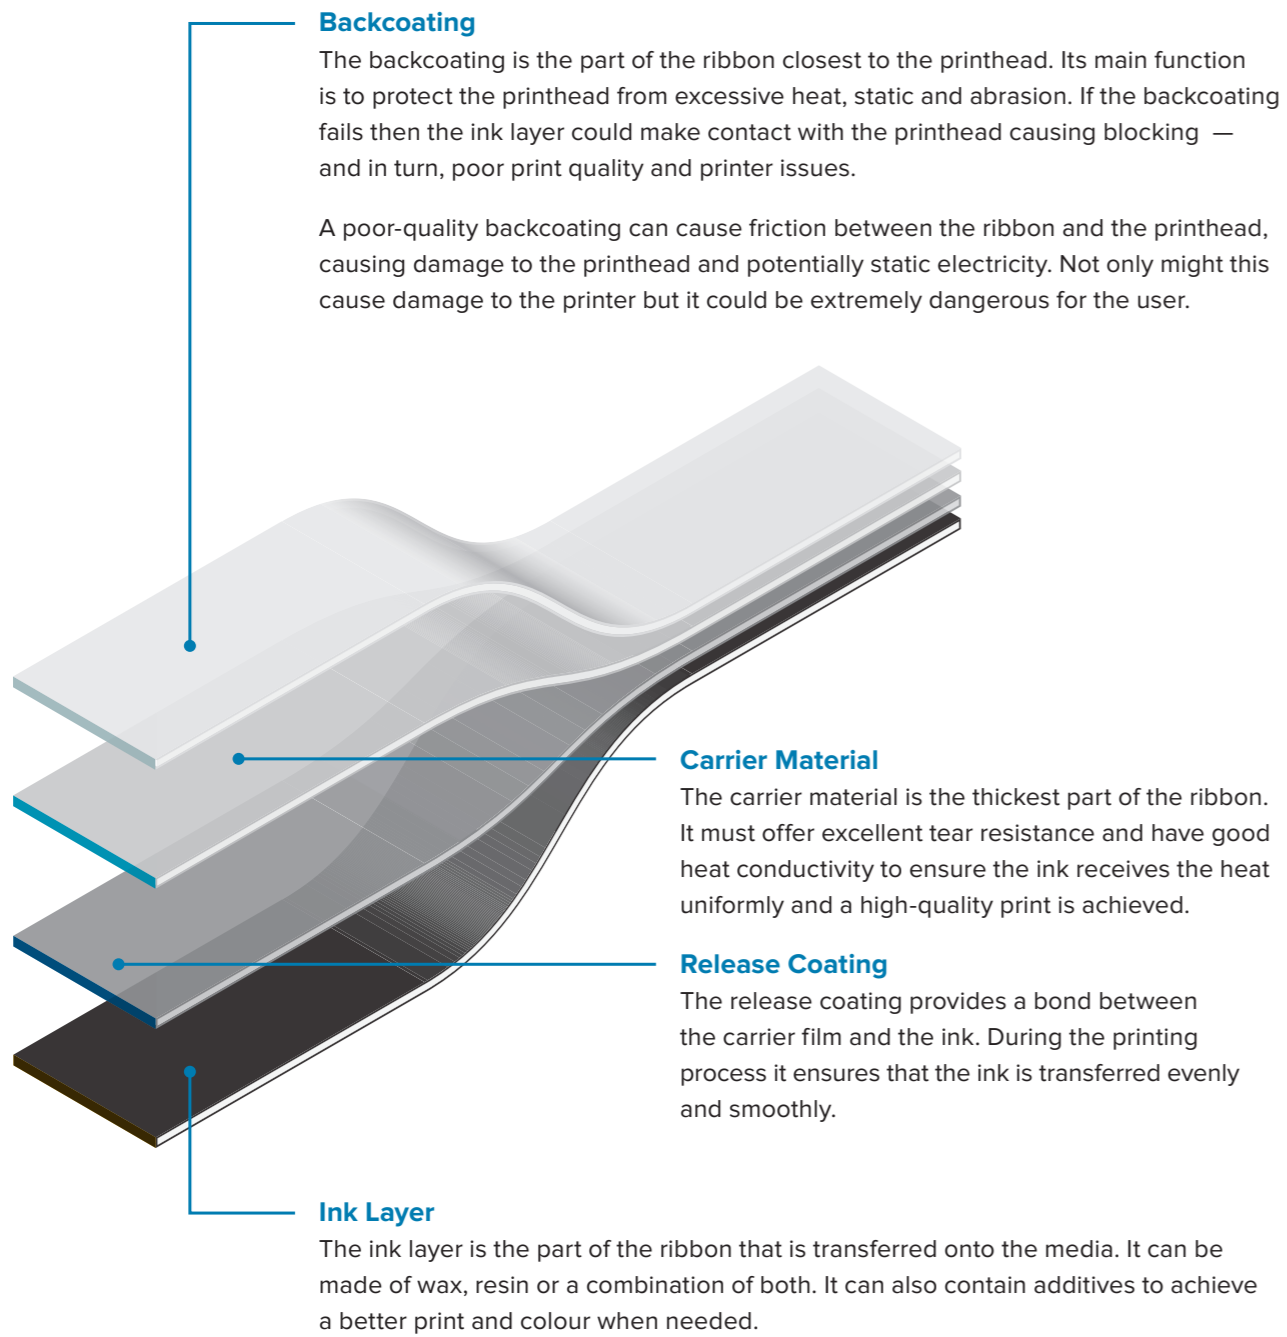 Backcoating
The backcoating is the part of the ribbon closest to the printhead. Its main function
is to protect the printhead from excessive heat, static and abrasion. If the backcoating
fails then the ink layer could make contact with the printhead causing blocking  —
and in turn, poor print quality and printer issues.
A poor-quality backcoating can cause friction between the ribbon and the printhead,
causing damage to the printhead and potentially static electricity. Not only might this
cause damage to the printer but it could be extremely dangerous for the user.
Carrier Material
The carrier material is the thickest part of the ribbon.
It must offer excellent tear resistance and have good
heat conductivity to ensure the ink receives the heat
uniformly and a high-quality print is achieved.
Release Coating
The release coating provides a bond between
the carrier film and the ink. During the printing
process it ensures that the ink is transferred evenly
and smoothly.
Ink Layer
The ink layer is the part of the ribbon that is transferred onto the media. It can be
made of wax, resin or a combination of both. It can also contain additives to achieve
a better print and colour when needed.